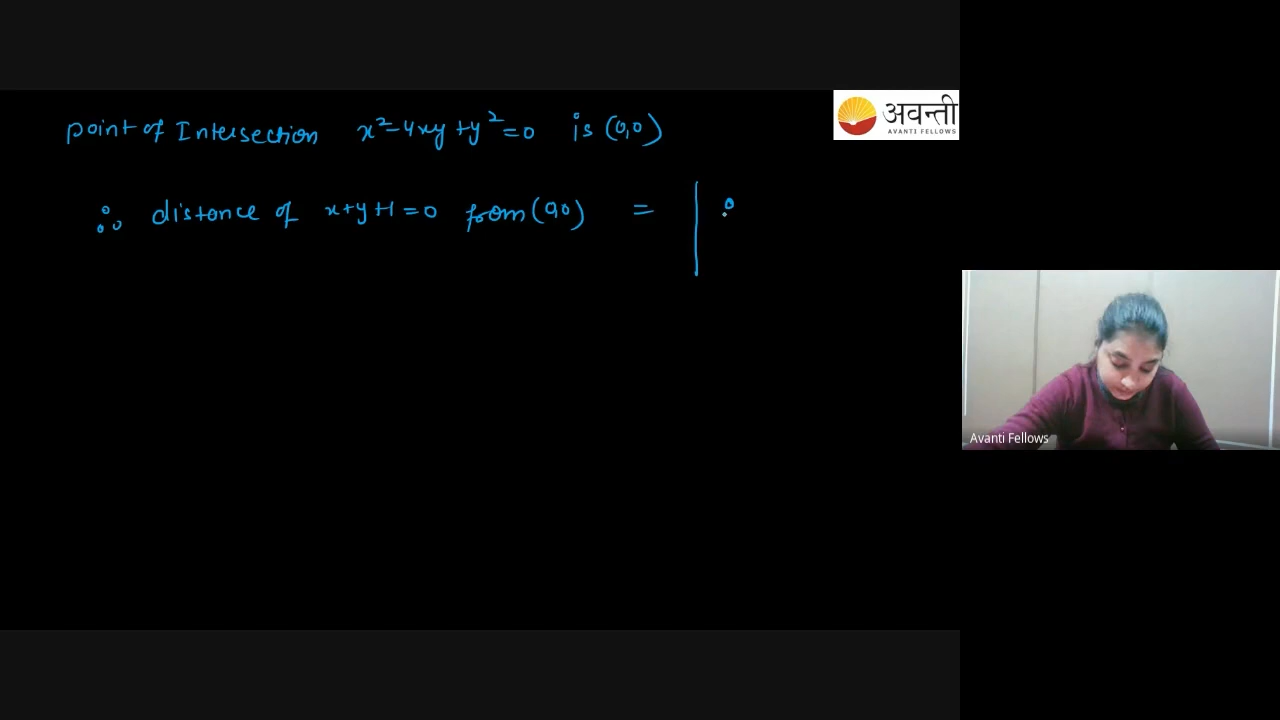 point of Intersection x²-4xy+y²=0 is (0,0)
अवन्ती
AVANTI FELLOWS
∴ distance of x+y+1=0 from (0,0) = | 0
Avanti Fellows